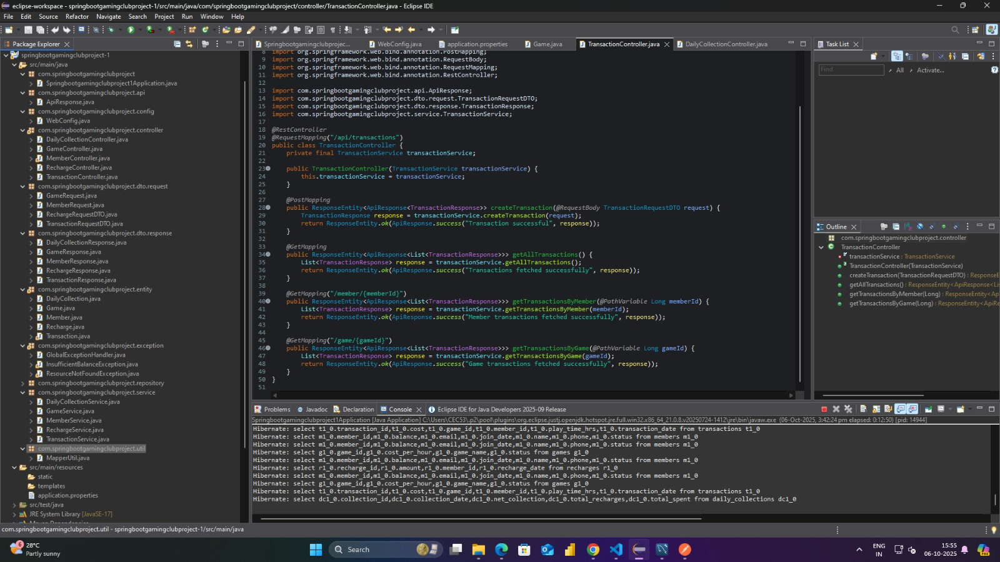 eclipse-workspace - springbootgamingclubproject-1/src/main/java/com/springbootgamingclubproject/controller/TransactionController.java - Eclipse IDE
File Edit Source Refactor Navigate Search Project Run Window Help
Package Explorer
springbootgamingclubproject-1
src/main/java
com.springbootgamingclubproject
Springbootgamingclubproject1Application.java
com.springbootgamingclubproject.api
ApiResponse.java
com.springbootgamingclubproject.config
WebConfig.java
com.springbootgamingclubproject.controller
DailyCollectionController.java
GameController.java
MemberController.java
RechargeController.java
TransactionController.java
com.springbootgamingclubproject.dto.request
GameRequest.java
MemberRequest.java
RechargeRequestDTO.java
TransactionRequestDTO.java
com.springbootgamingclubproject.dto.response
DailyCollectionResponse.java
GameResponse.java
MemberResponse.java
RechargeResponse.java
TransactionResponse.java
com.springbootgamingclubproject.entity
DailyCollection.java
Game.java
Member.java
Recharge.java
Transaction.java
com.springbootgamingclubproject.exception
GlobalExceptionHandler.java
InsufficientBalanceException.java
ResourceNotFoundException.java
com.springbootgamingclubproject.repository
com.springbootgamingclubproject.service
DailyCollectionService.java
GameService.java
MemberService.java
RechargeService.java
TransactionService.java
com.springbootgamingclubproject.util
MapperUtil.java
src/main/resources
static
templates
application.properties
src/test/java
JRE System Library [JavaSE-17]
Springbootgamingclubprojec... WebConfig.java application.properties Game.java TransactionController.java DailyCollectionController.java
8 import org.springframework.web.bind.annotation.PostMapping;
9 import org.springframework.web.bind.annotation.RequestBody;
10 import org.springframework.web.bind.annotation.RequestMapping;
11 import org.springframework.web.bind.annotation.RestController;
12
13 import com.springbootgamingclubproject.api.ApiResponse;
14 import com.springbootgamingclubproject.dto.request.TransactionRequestDTO;
15 import com.springbootgamingclubproject.dto.response.TransactionResponse;
16 import com.springbootgamingclubproject.service.TransactionService;
17
18 @RestController
19 @RequestMapping("/api/transactions")
20 public class TransactionController {
21 private final TransactionService transactionService;
22
23 public TransactionController(TransactionService transactionService) {
24 this.transactionService = transactionService;
25 }
26
27 @PostMapping
28 public ResponseEntity<ApiResponse<TransactionResponse>> createTransaction(@RequestBody TransactionRequestDTO request) {
29 TransactionResponse response = transactionService.createTransaction(request);
30 return ResponseEntity.ok(ApiResponse.success("Transaction successful", response));
31 }
32
33 @GetMapping
34 public ResponseEntity<ApiResponse<List<TransactionResponse>>> getAllTransactions() {
35 List<TransactionResponse> response = transactionService.getAllTransactions();
36 return ResponseEntity.ok(ApiResponse.success("Transactions fetched successfully", response));
37 }
38
39 @GetMapping("/member/{memberId}")
40 public ResponseEntity<ApiResponse<List<TransactionResponse>>> getTransactionsByMember(@PathVariable Long memberId) {
41 List<TransactionResponse> response = transactionService.getTransactionsByMember(memberId);
42 return ResponseEntity.ok(ApiResponse.success("Member transactions fetched successfully", response));
43 }
44
45 @GetMapping("/game/{gameId}")
46 public ResponseEntity<ApiResponse<List<TransactionResponse>>> getTransactionsByGame(@PathVariable Long gameId) {
47 List<TransactionResponse> response = transactionService.getTransactionsByGame(gameId);
48 return ResponseEntity.ok(ApiResponse.success("Game transactions fetched successfully", response));
49 }
50 }
51
Task List
Find All Activate...
Outline
com.springbootgamingclubproject.controller
TransactionController
transactionService : TransactionService
TransactionController(TransactionService)
createTransaction(TransactionRequestDTO) : ResponseE
getAllTransactions() : ResponseEntity<ApiResponse<Li
getTransactionsByMember(Long) : ResponseEntity<Ap
getTransactionsByGame(Long) : ResponseEntity<ApiRe
Problems Javadoc Declaration Console Eclipse IDE for Java Developers 2025-09 Release
Springbootgamingclubproject1Application [Java Application] C:\Users\CEC53\.p2\pool\plugins\org.eclipse.justj.openjdk.hotspot.jre.full.win32.x86_64_21.0.8.v20250724-1412\jre\bin\javaw.exe (06-Oct-2025, 3:42:24 pm elapsed: 0:12:50) [pid: 14944]
Hibernate: select t1_0.transaction_id,t1_0.cost,t1_0.game_id,t1_0.member_id,t1_0.play_time_hrs,t1_0.transaction_date from transactions t1_0
Hibernate: select m1_0.member_id,m1_0.balance,m1_0.email,m1_0.join_date,m1_0.name,m1_0.phone,m1_0.status from members m1_0
Hibernate: select m1_0.member_id,m1_0.balance,m1_0.email,m1_0.join_date,m1_0.name,m1_0.phone,m1_0.status from members m1_0
Hibernate: select g1_0.game_id,g1_0.cost_per_hour,g1_0.game_name,g1_0.status from games g1_0
Hibernate: select m1_0.member_id,m1_0.balance,m1_0.email,m1_0.join_date,m1_0.name,m1_0.phone,m1_0.status from members m1_0
Hibernate: select r1_0.recharge_id,r1_0.amount,r1_0.member_id,r1_0.recharge_date from recharges r1_0
Hibernate: select m1_0.member_id,m1_0.balance,m1_0.email,m1_0.join_date,m1_0.name,m1_0.phone,m1_0.status from members m1_0
Hibernate: select g1_0.game_id,g1_0.cost_per_hour,g1_0.game_name,g1_0.status from games g1_0
Hibernate: select t1_0.transaction_id,t1_0.cost,t1_0.game_id,t1_0.member_id,t1_0.play_time_hrs,t1_0.transaction_date from transactions t1_0
Hibernate: select dc1_0.collection_id,dc1_0.collection_date,dc1_0.net_collection,dc1_0.total_recharges,dc1_0.total_spent from daily_collections dc1_0
com.springbootgamingclubproject.util - springbootgamingclubproject-1/src/main/java
6
28°C
Partly sunny
Search
ENG
IN
15:55
06-10-2025